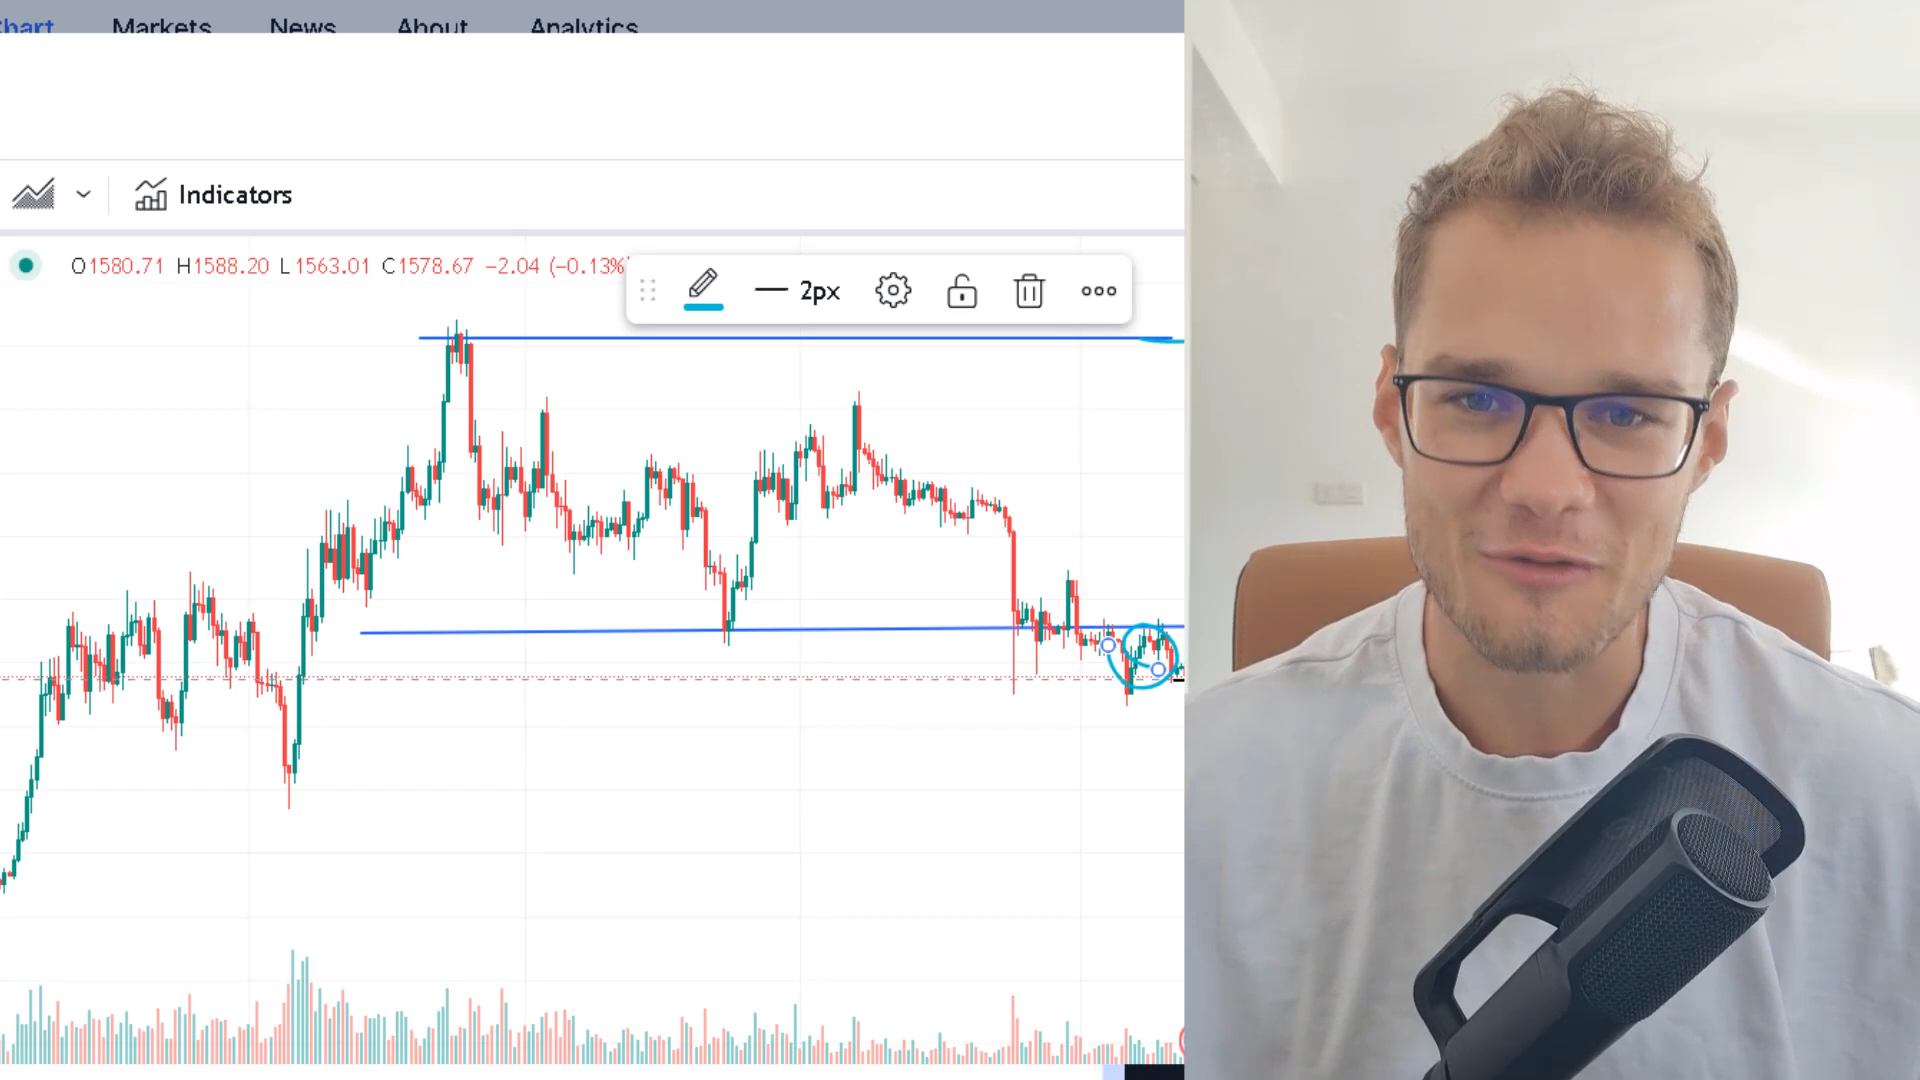 Chart Markets News About Analytics
Indicators
O1580.71 H1588.20 L1563.01 C1578.67 −2.04 (−0.13%)
2px